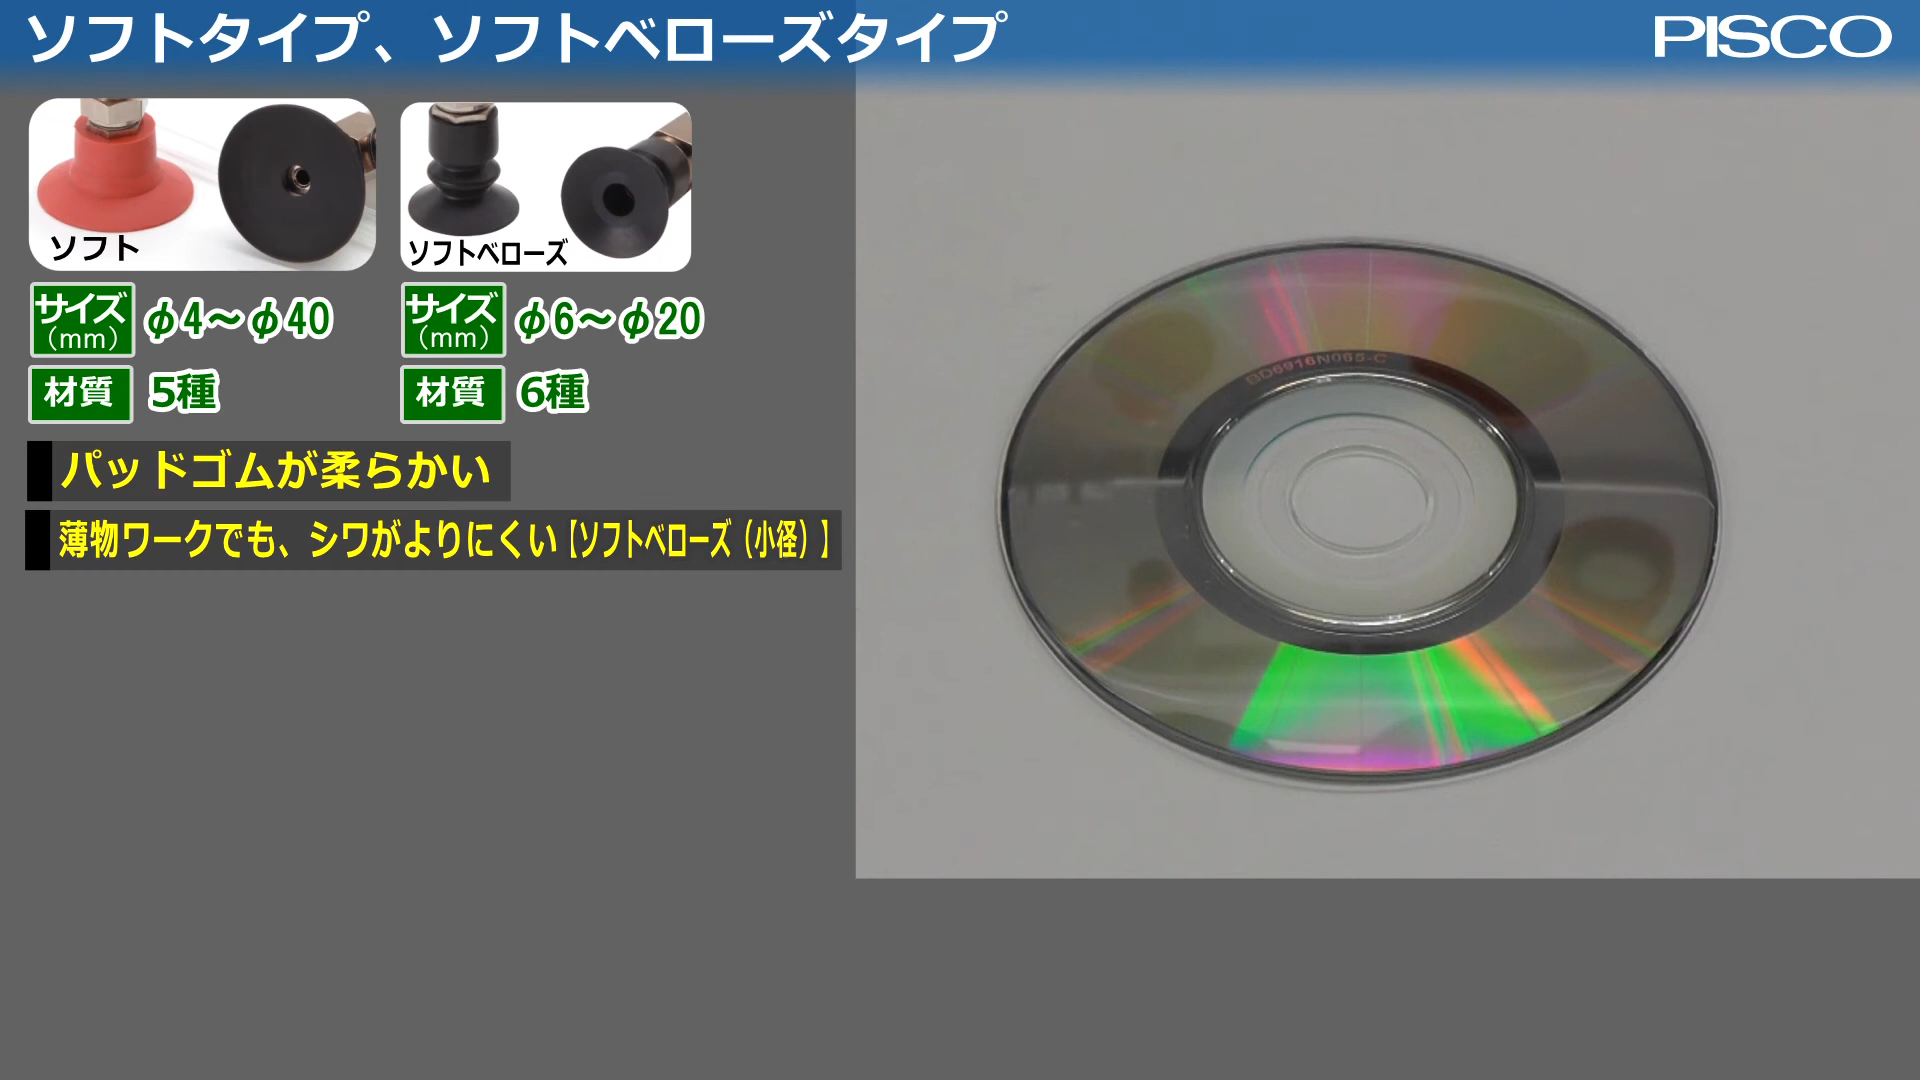 ソフトタイプ、ソフトベローズタイプ
PISCO
ソフト
ソフトベローズ
サイズ
（mm）
φ4～φ40
サイズ
（mm）
φ6～φ20
材質
5種
材質
6種
パッドゴムが柔らかい
薄物ワークでも、シワがよりにくい【ソフトベローズ（小径）】
BD6916N065-C